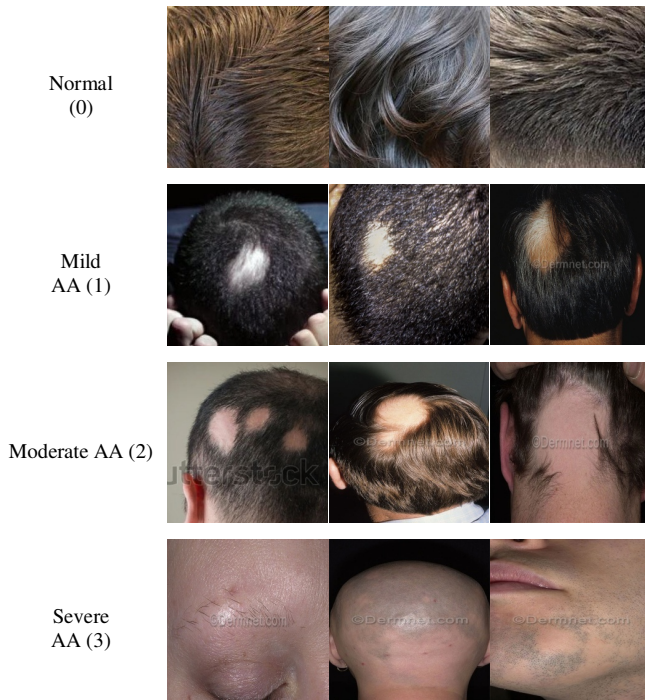 Normal
(0)
Mild
AA (1)
©Dermnet.com
Moderate AA (2)
utterstock
©Dermnet.com
©Dermnet.com
Severe
AA (3)
©Dermnet.com
©Dermnet.com
©Dermnet.com